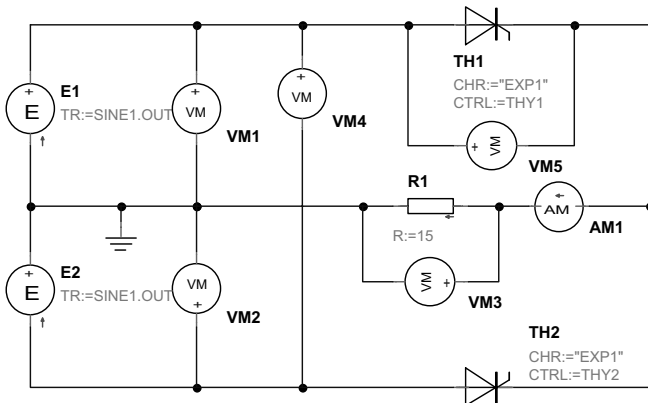 TH1
CHR:="EXP1"
CTRL:=THY1
E1
TR:=SINE1.OUT
E
VM
VM1
VM
VM4
VM
VM5
R1
R:=15
AM
AM1
E2
TR:=SINE1.OUT
E
VM
VM2
VM
VM3
TH2
CHR:="EXP1"
CTRL:=THY2